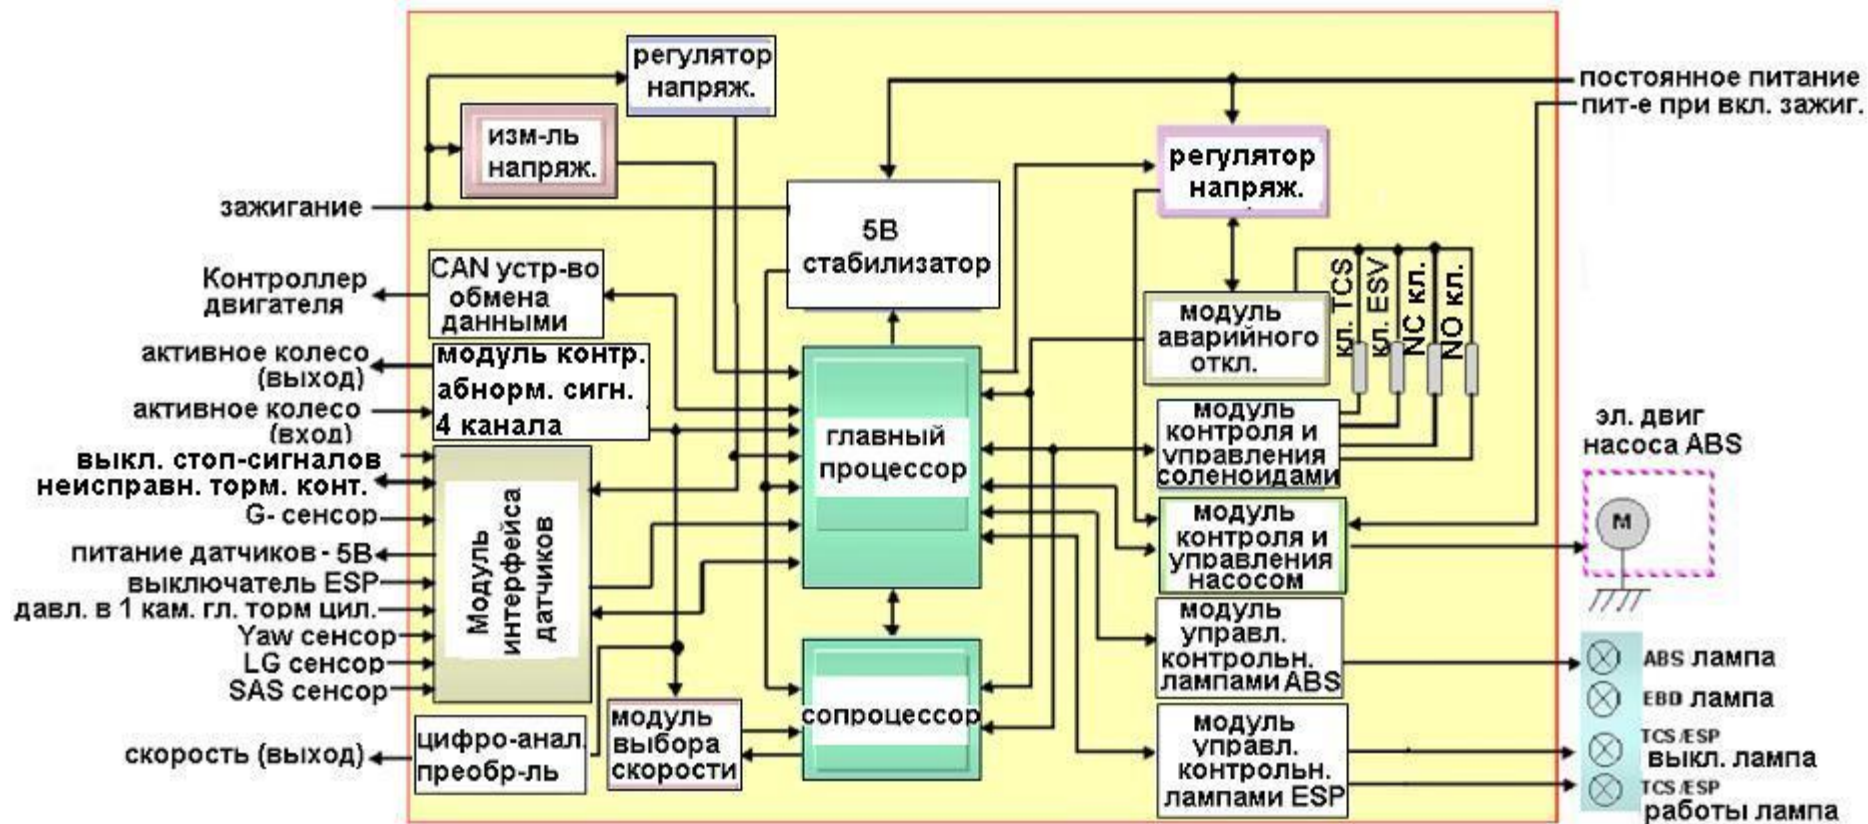 регулятор
напряж.
изм-ль
напряж.
зажигание
Контроллер
двигателя
CAN устр-во
обмена
данными
активное колесо
(выход)
активное колесо
(вход)
модуль контр.
абнорм. сигн.
4 канала
выкл. стоп-сигналов
неисправн. торм. конт.
G- сенсор
питание датчиков - 5В
выключатель ESP
давл. в 1 кам. гл. торм цил.
Yaw сенсор
LG сенсор
SAS сенсор
Модуль
интерфейса
датчиков
скорость (выход)
цифро-анал.
преобр-ль
модуль
выбора
скорости
5В
стабилизатор
главный
процессор
сопроцессор
постоянное питание
пит-е при вкл. зажиг.
регулятор
напряж.
модуль
аварийного
откл.
кл. TCS
кл. ESV
NC кл.
NO кл.
модуль
контроля и
управления
соленоидами
модуль
контроля и
управления
насосом
эл. двиг
насоса ABS
M
модуль
управл.
контрольн.
лампами ABS
модуль
управл.
контрольн.
лампами ESP
ABS лампа
EBD лампа
TCS/ESP
выкл. лампа
TCS/ESP
работы лампа